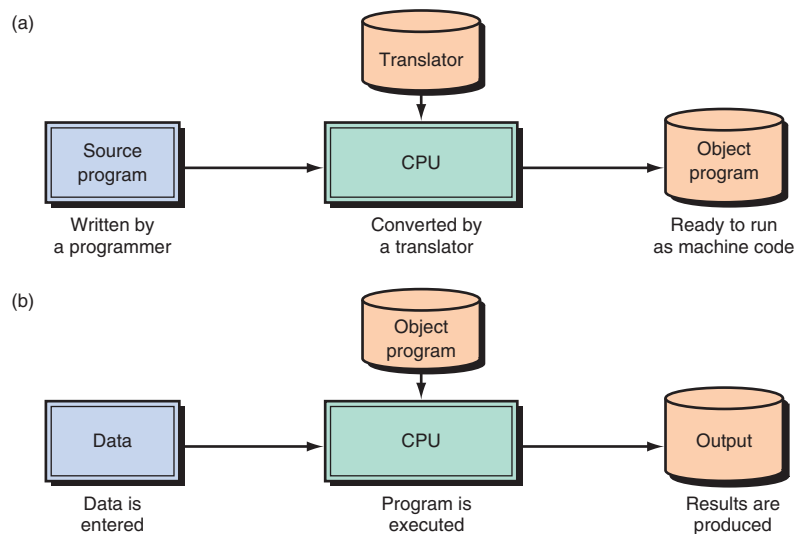 (a)
Translator
Source
program
CPU
Object
program
Written by
a programmer
Converted by
a translator
Ready to run
as machine code
(b)
Object
program
Data
CPU
Output
Data is
entered
Program is
executed
Results are
produced